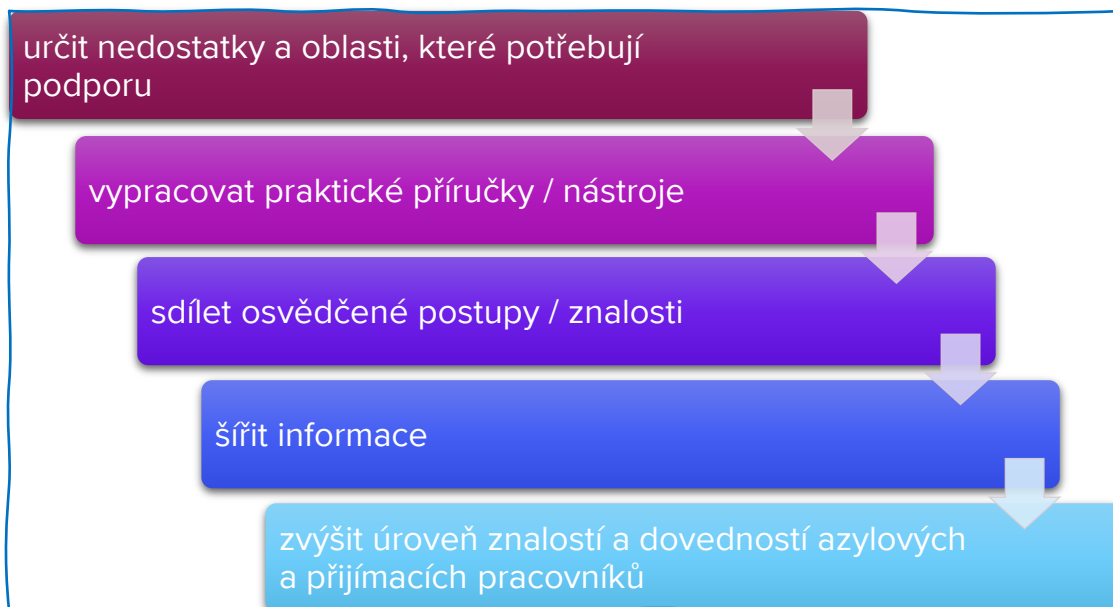 určit nedostatky a oblasti, které potřebují
podporu
vypracovat praktické příručky / nástroje
sdílet osvědčené postupy / znalosti
šířit informace
zvýšit úroveň znalostí a dovedností azylových
a přijímacích pracovníků